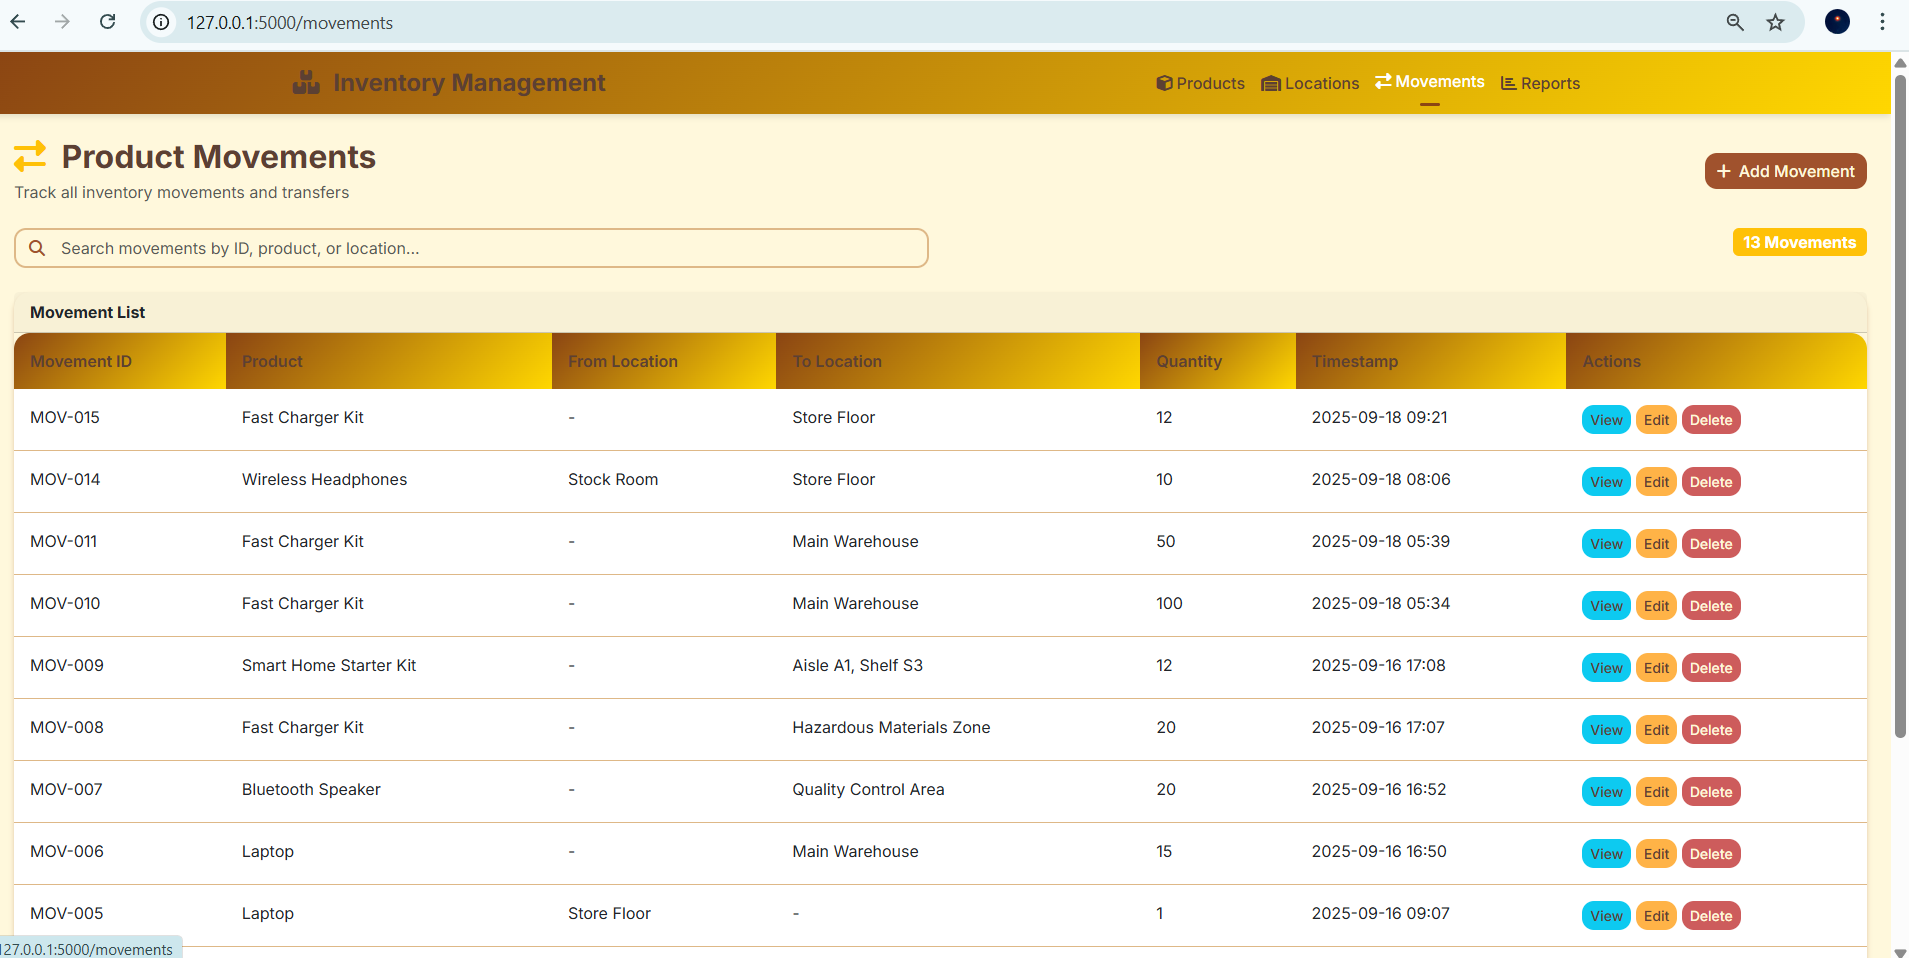 127.0.0.1:5000/movements
Inventory Management
Products Locations Movements Reports
Product Movements
Track all inventory movements and transfers
+ Add Movement
Search movements by ID, product, or location...
13 Movements
Movement List
Movement ID Product From Location To Location Quantity Timestamp Actions
MOV-015 Fast Charger Kit - Store Floor 12 2025-09-18 09:21 View Edit Delete
MOV-014 Wireless Headphones Stock Room Store Floor 10 2025-09-18 08:06 View Edit Delete
MOV-011 Fast Charger Kit - Main Warehouse 50 2025-09-18 05:39 View Edit Delete
MOV-010 Fast Charger Kit - Main Warehouse 100 2025-09-18 05:34 View Edit Delete
MOV-009 Smart Home Starter Kit - Aisle A1, Shelf S3 12 2025-09-16 17:08 View Edit Delete
MOV-008 Fast Charger Kit - Hazardous Materials Zone 20 2025-09-16 17:07 View Edit Delete
MOV-007 Bluetooth Speaker - Quality Control Area 20 2025-09-16 16:52 View Edit Delete
MOV-006 Laptop - Main Warehouse 15 2025-09-16 16:50 View Edit Delete
MOV-005 Laptop Store Floor - 1 2025-09-16 09:07 View Edit Delete
127.0.0.1:5000/movements